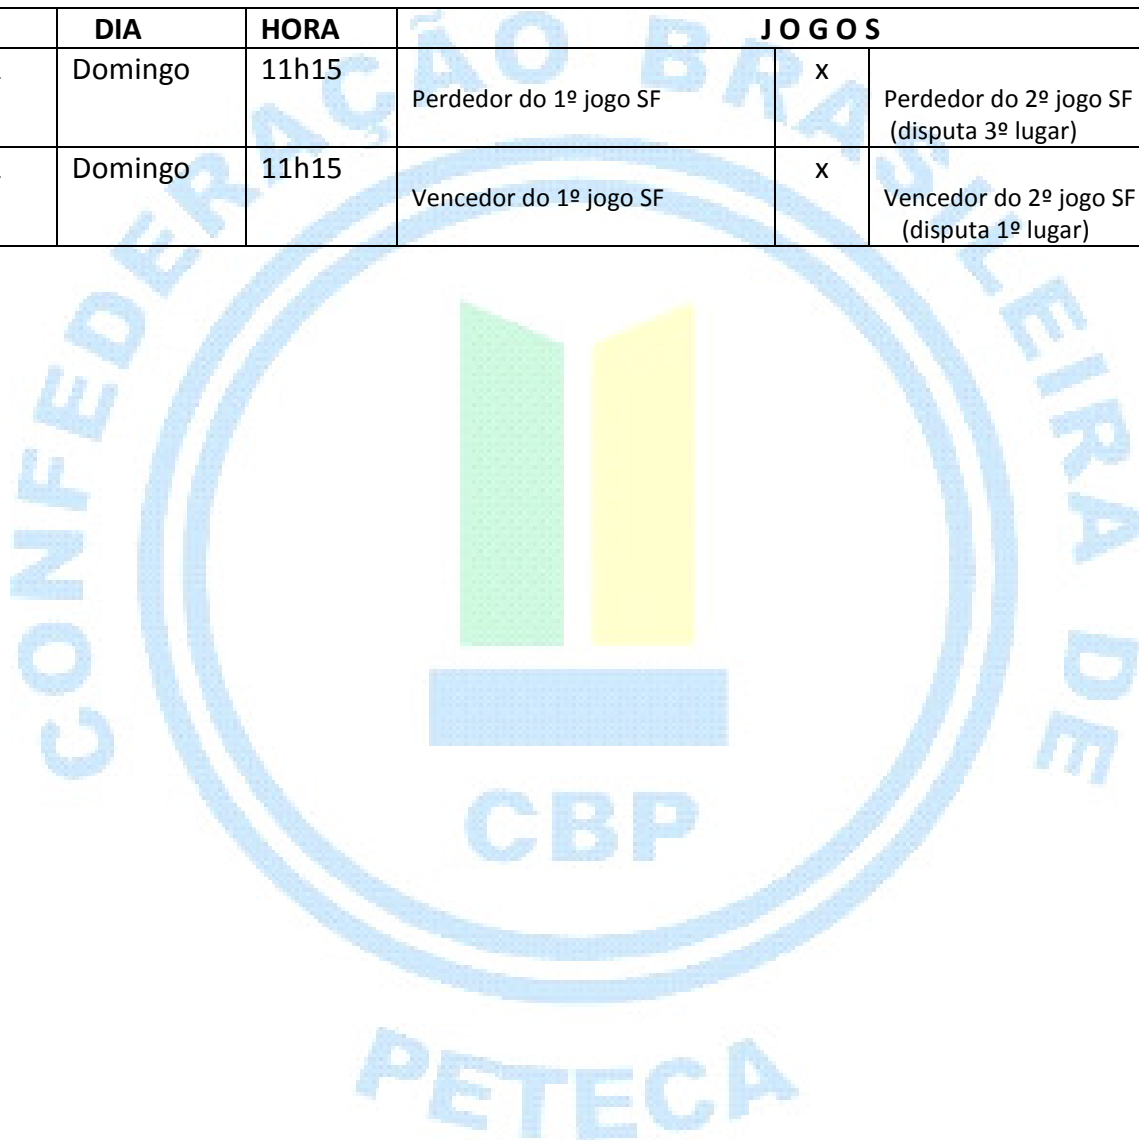 DIA HORA J O G O S
Domingo 11h15 x
Perdedor do 1º jogo SF Perdedor do 2º jogo SF
(disputa 3º lugar)
Domingo 11h15 x
Vencedor do 1º jogo SF Vencedor do 2º jogo SF
(disputa 1º lugar)
CONFEDERAÇÃO BRASILEIRA DE
CBP
PETECA